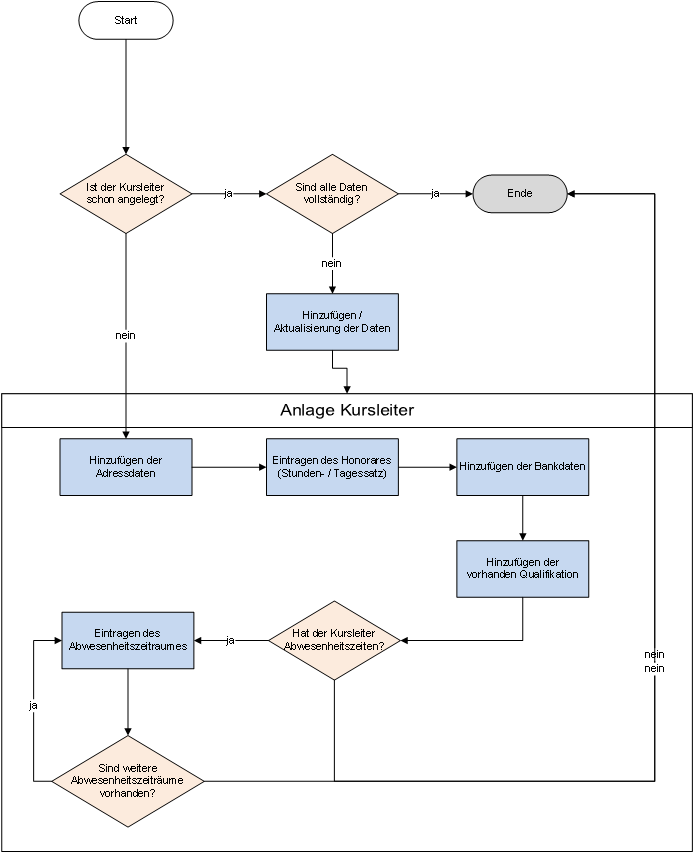 Start
Ist der Kursleiter
schon angelegt?
ja
Sind alle Daten
vollständig?
ja
Ende
nein
Hinzufügen /
Aktualisierung der Daten
nein
Anlage Kursleiter
Hinzufügen der
Adressdaten
Eintragen des Honorares
(Stunden- / Tagessatz)
Hinzufügen der Bankdaten
Hinzufügen der
vorhanden Qualifikation
Hat der Kursleiter
Abwesenheitszeiten?
ja
Eintragen des
Abwesenheitszeitraumes
nein
nein
ja
Sind weitere
Abwesenheitszeiträume
vorhanden?